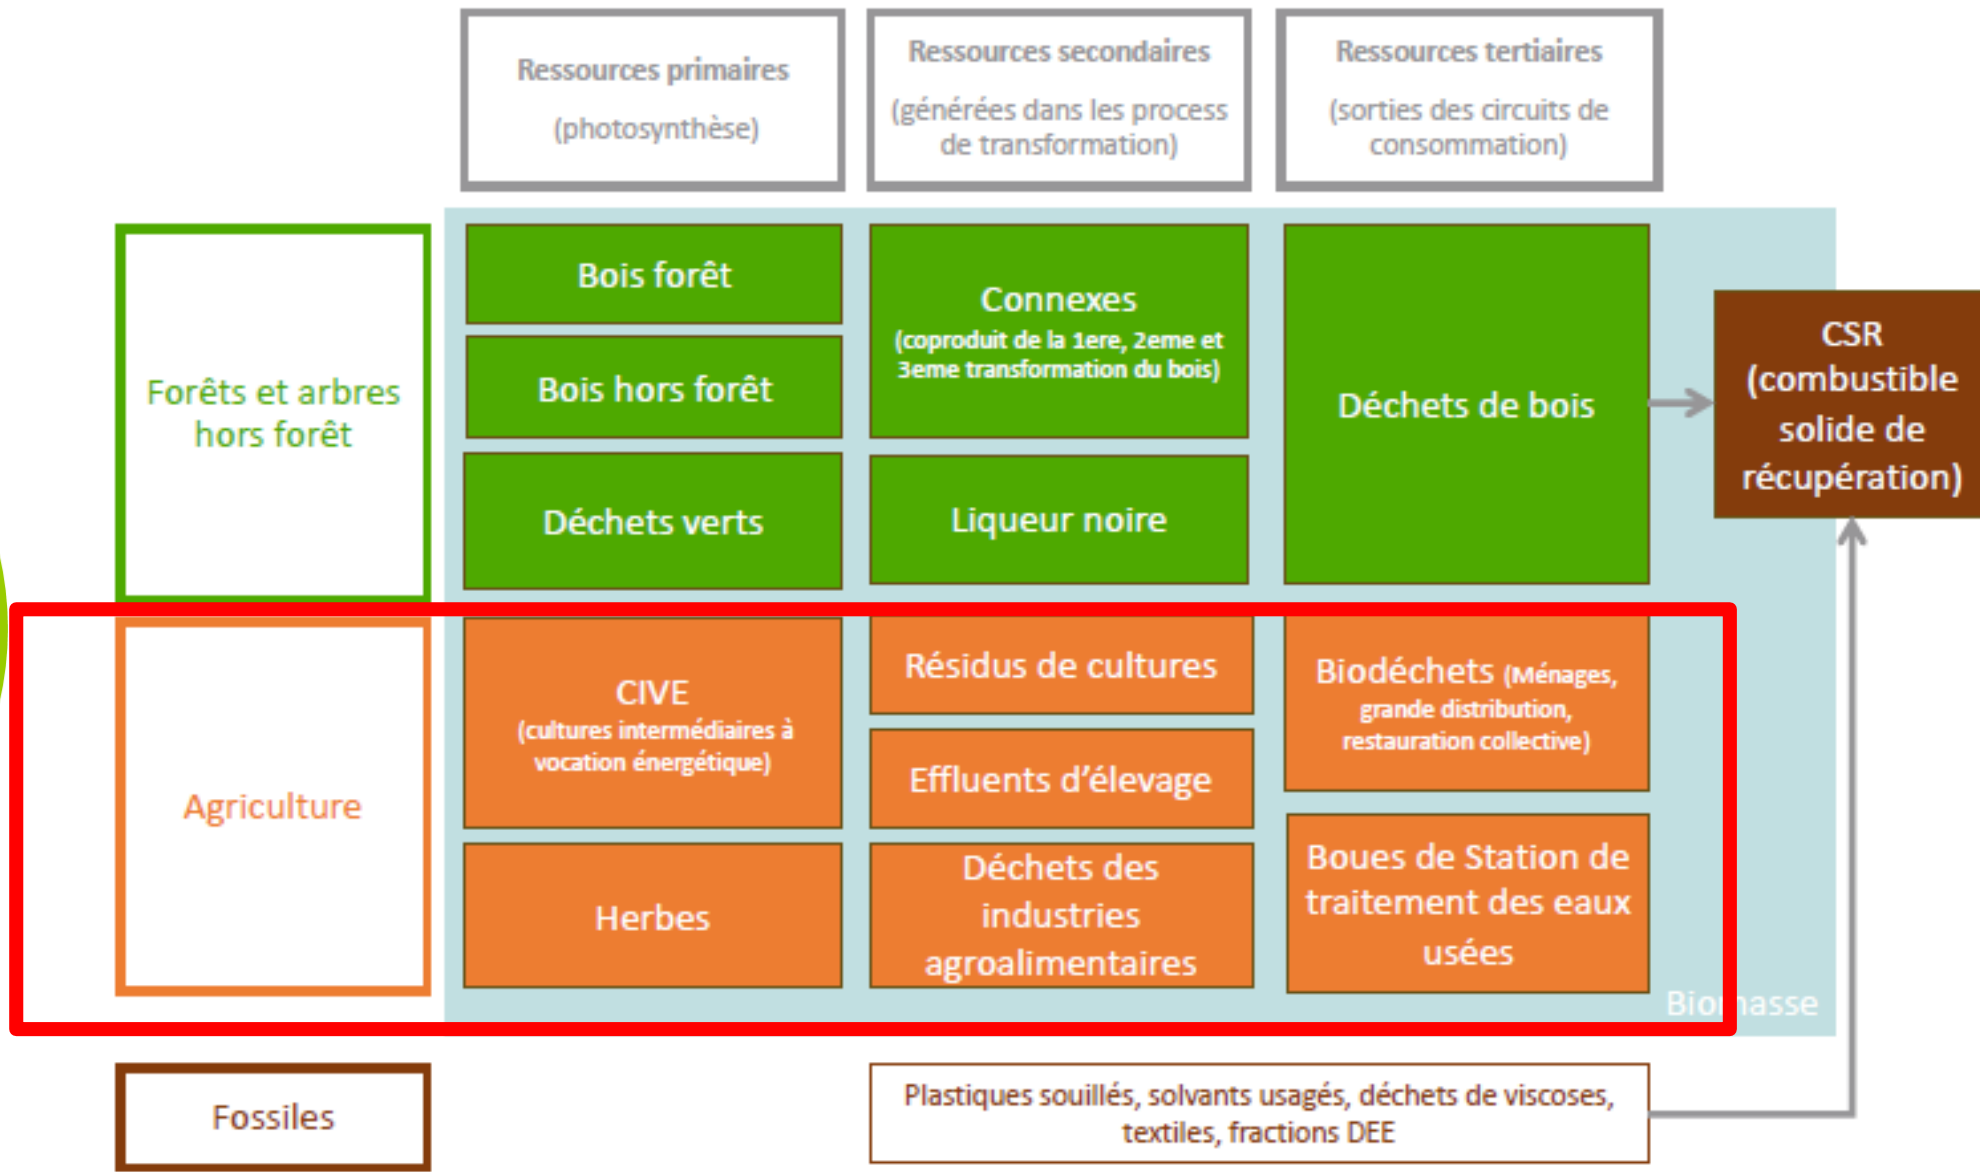 Ressources primaires
(photosynthèse)
Ressources secondaires
(générées dans les process
de transformation)
Ressources tertiaires
(sorties des circuits de
consommation)
Forêts et arbres
hors forêt
Bois forêt
Bois hors forêt
Déchets verts
Connexes
(coproduit de la 1ere, 2eme et
3eme transformation du bois)
Liqueur noire
Déchets de bois
CSR
(combustible
solide de
récupération)
Agriculture
CIVE
(cultures intermédiaires à
vocation énergétique)
Herbes
Résidus de cultures
Effluents d'élevage
Déchets des
industries
agroalimentaires
Biodéchets (Ménages,
grande distribution,
restauration collective)
Boues de Station de
traitement des eaux
usées
Biomasse
Fossiles
Plastiques souillés, solvants usagés, déchets de viscoses,
textiles, fractions DEE